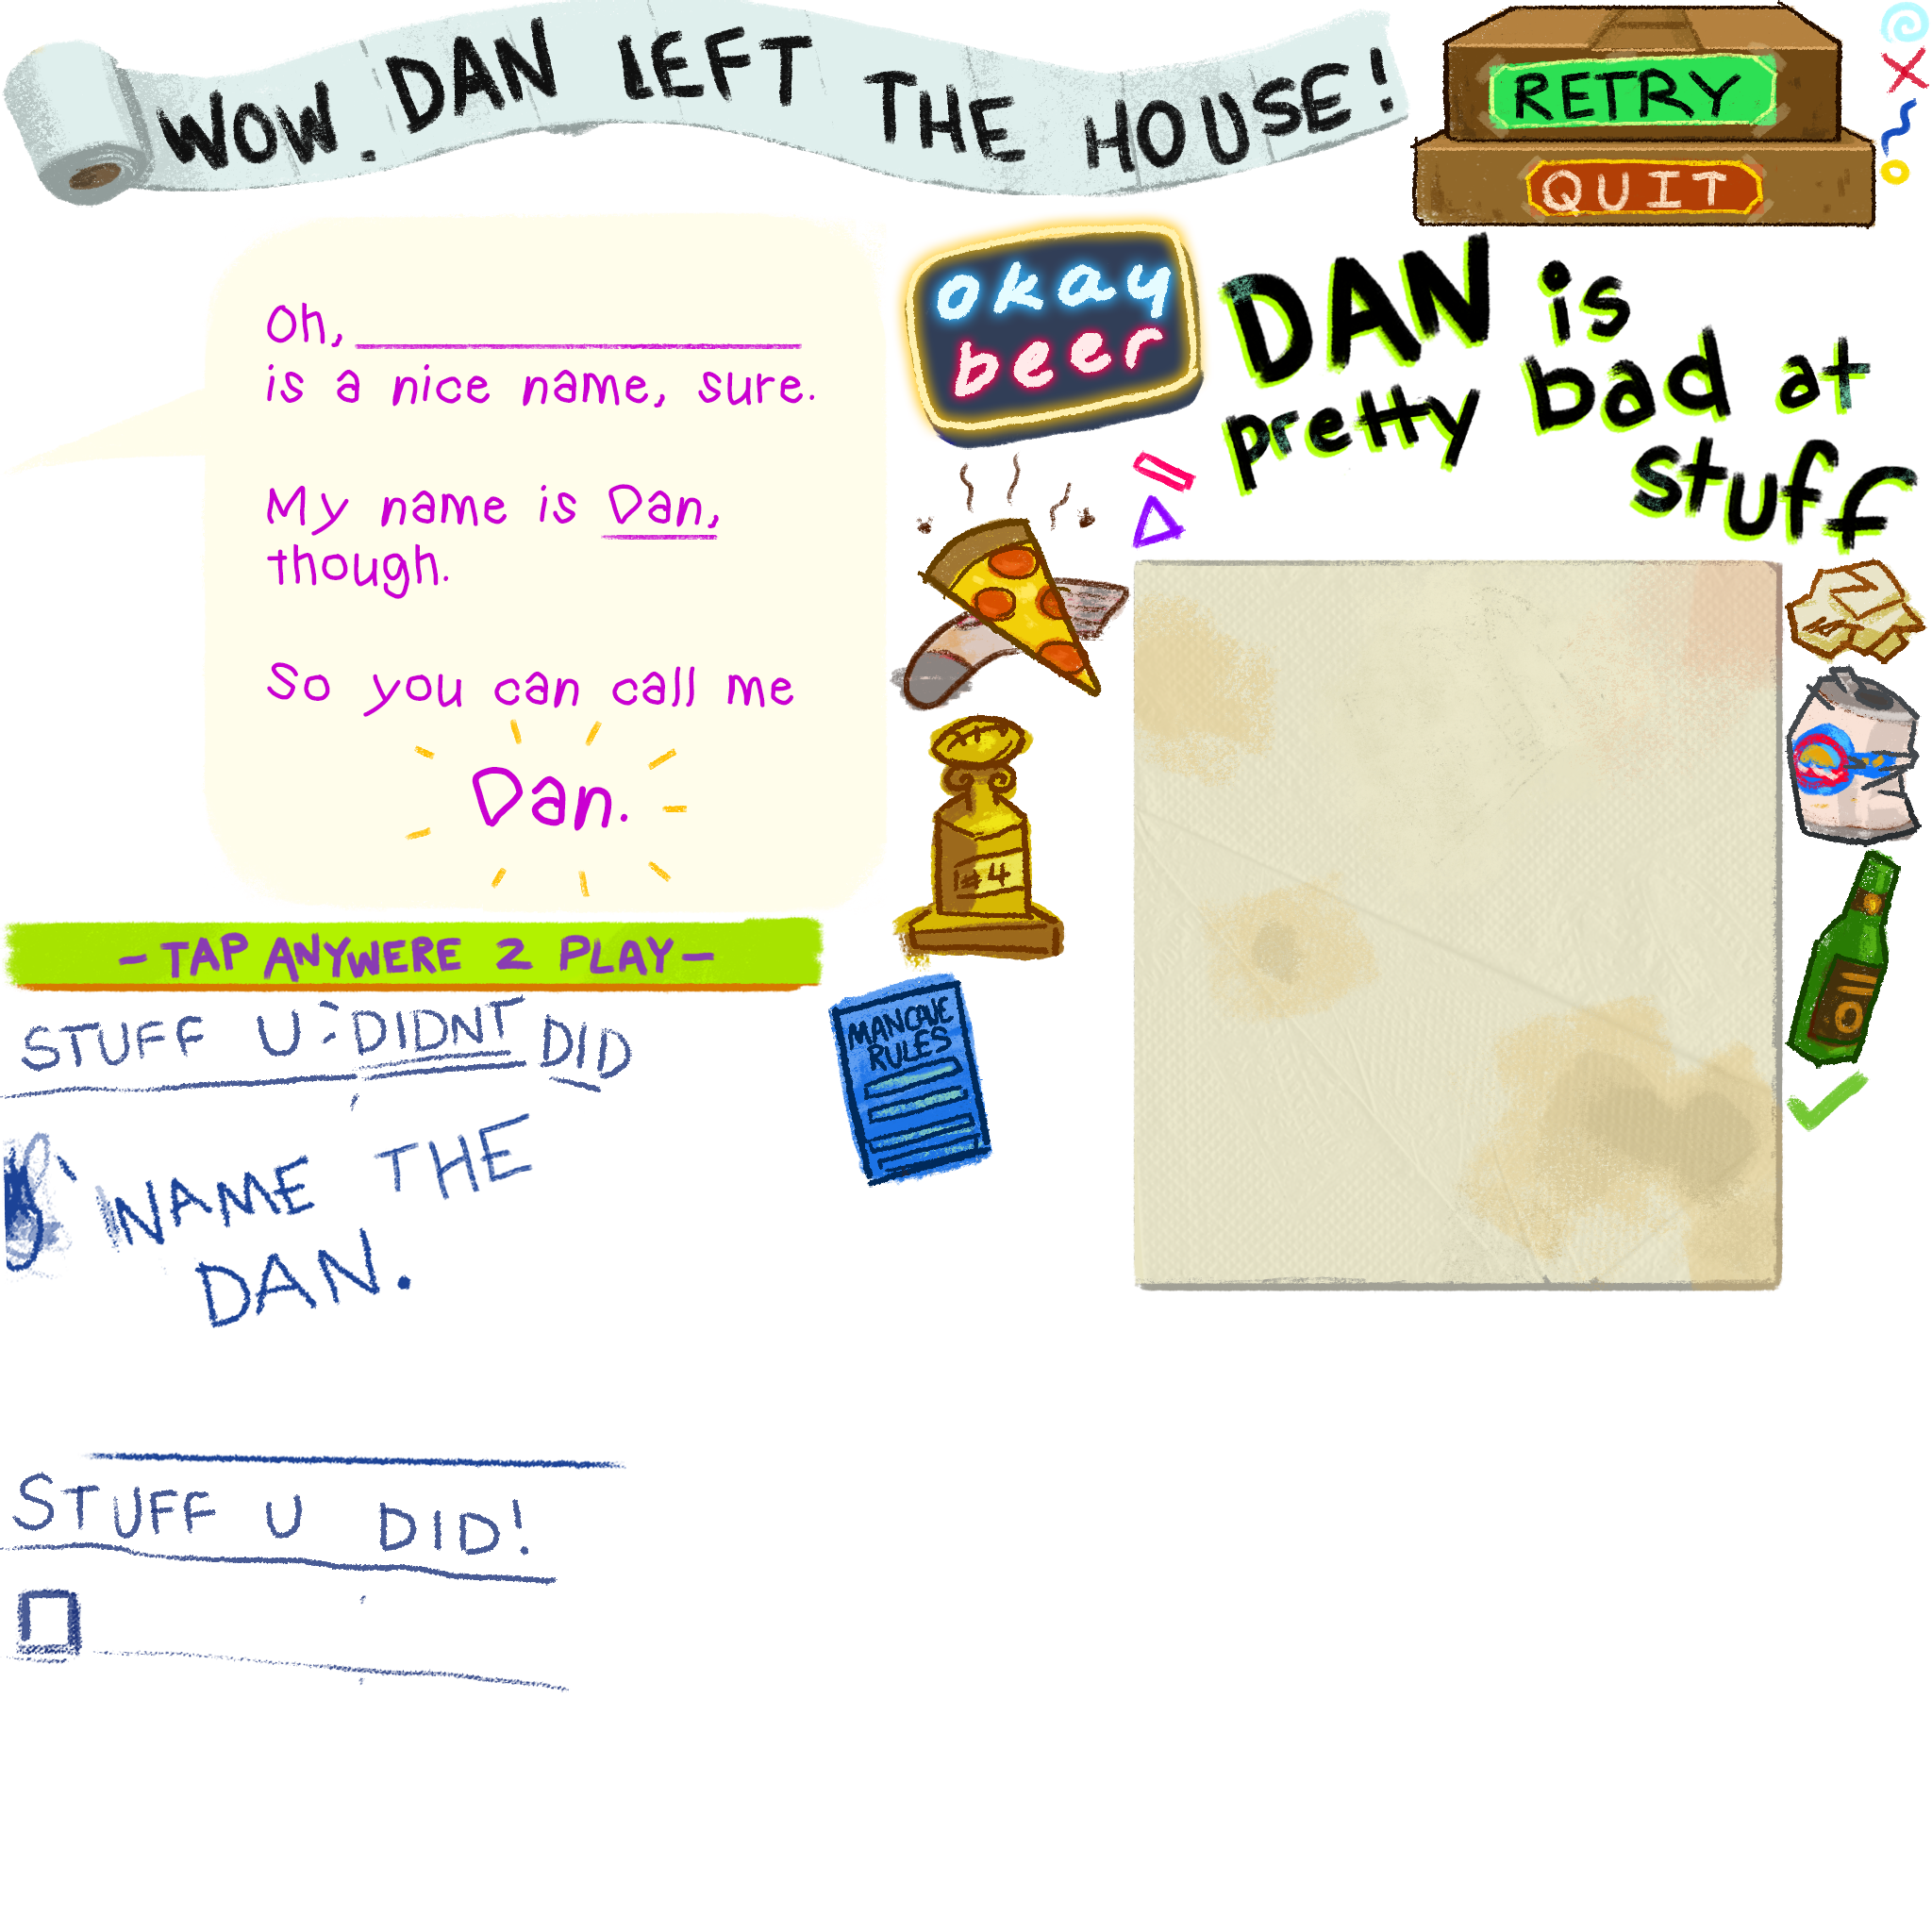 WOW. DAN LEFT THE HOUSE!
RETRY
QUIT
Oh, 
is a nice name, sure.
My name is Dan,
though.
So you can call me
Dan.
okay
beer
DAN is
pretty bad at
stuff
#4
- TAP ANYWERE 2 PLAY -
MANCAVE
RULES
STUFF U DIDNT DID
NAME THE
DAN.
STUFF U DID!